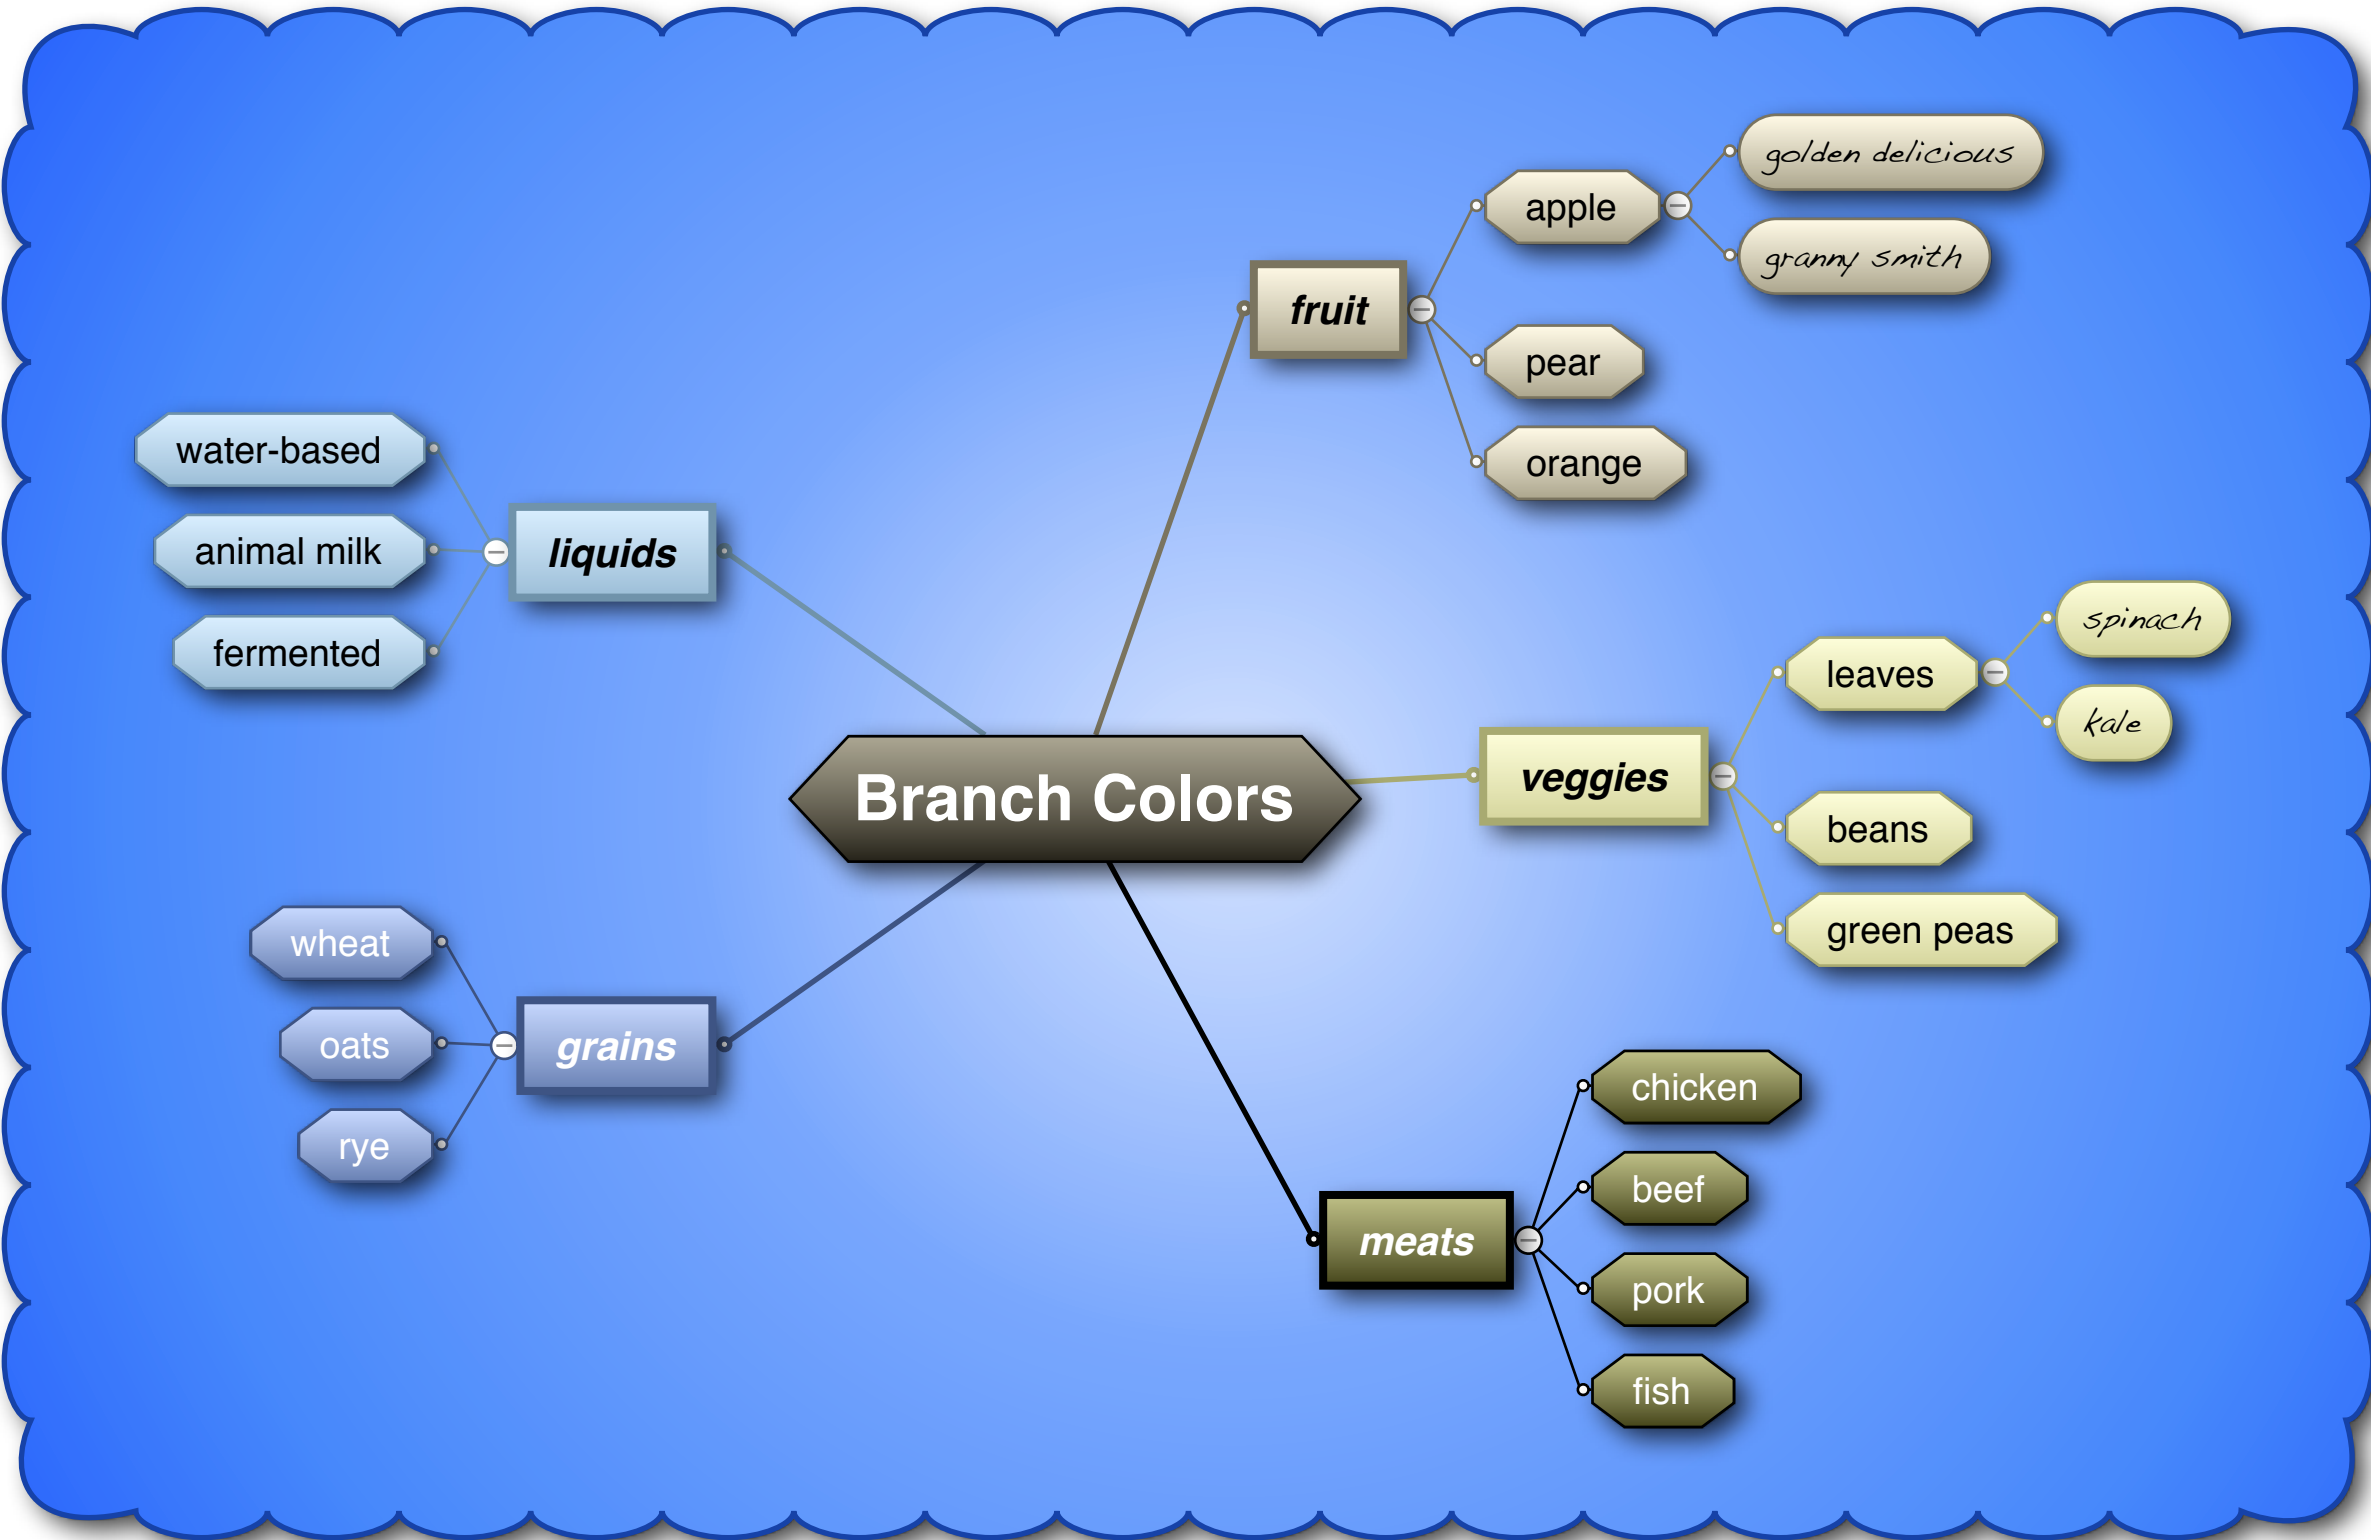 Branch Colors
fruit
apple
golden delicious
granny smith
pear
orange
veggies
leaves
spinach
kale
beans
green peas
meats
chicken
beef
pork
fish
grains
wheat
oats
rye
liquids
water-based
animal milk
fermented